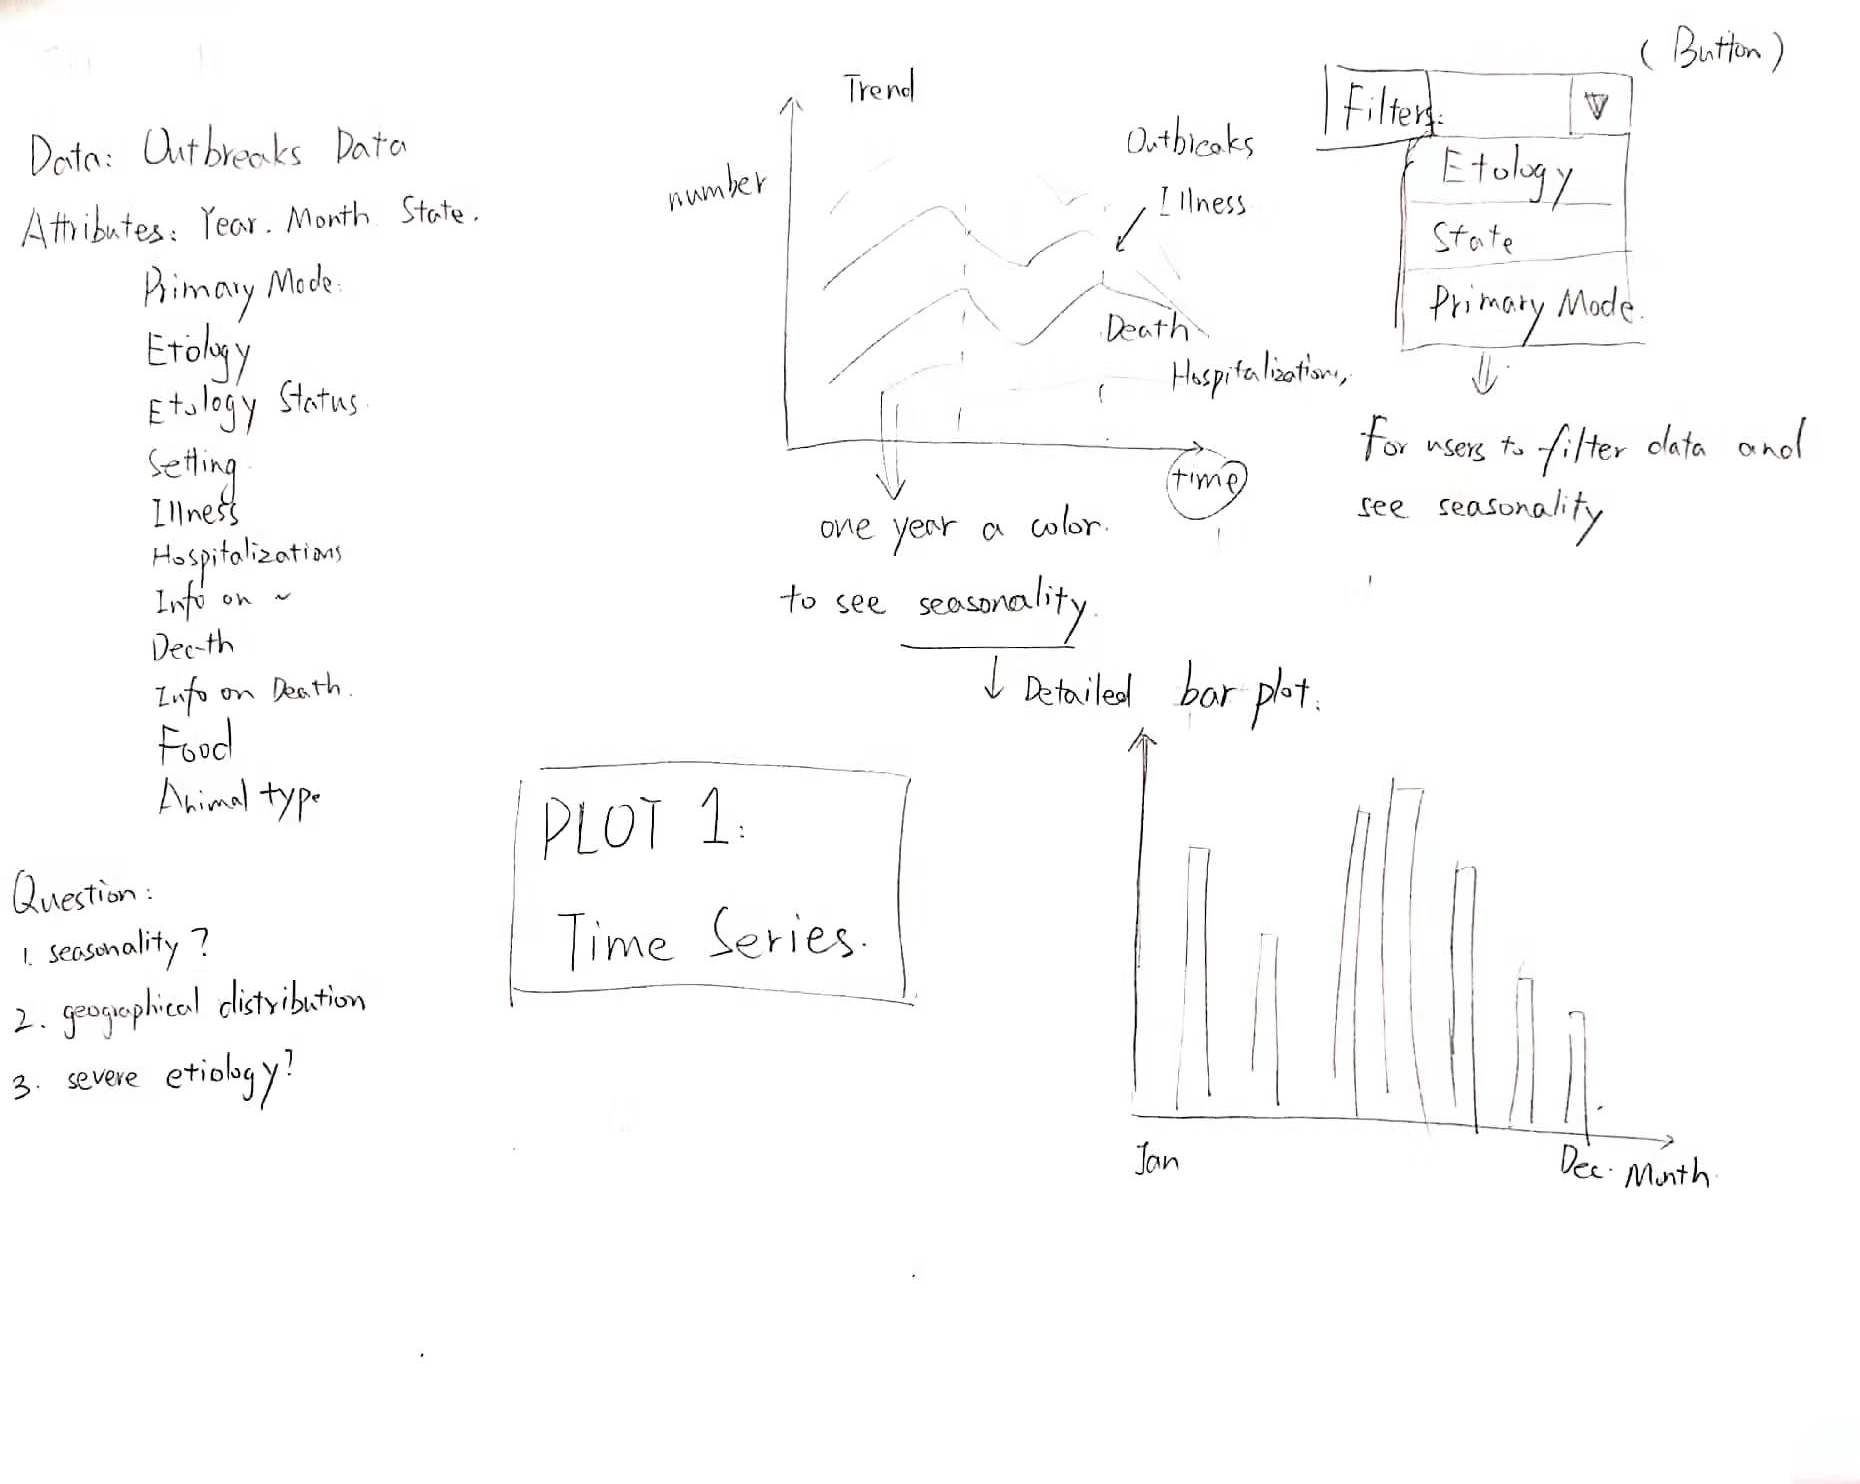 Data: Outbreaks Data
Attributes: Year. Month State.
Primary Mode.
Etology
Etology Status.
Setting
Illness
Hospitalizations
Info on ~
Death
Info on Death.
Food
Animal type
Question:
1. seasonality?
2. geographical distribution
3. severe etiology?
PLOT 1:
Time Series.
Trend
number
Outbreaks
Illness
Death
Hospitalizations,
time
one year a color.
to see seasonality.
↓ Detailed bar plot.
Jan
Dec. Month.
(Button)
Filters:
Etology
State
Primary Mode.
For users to filter data and
see seasonality